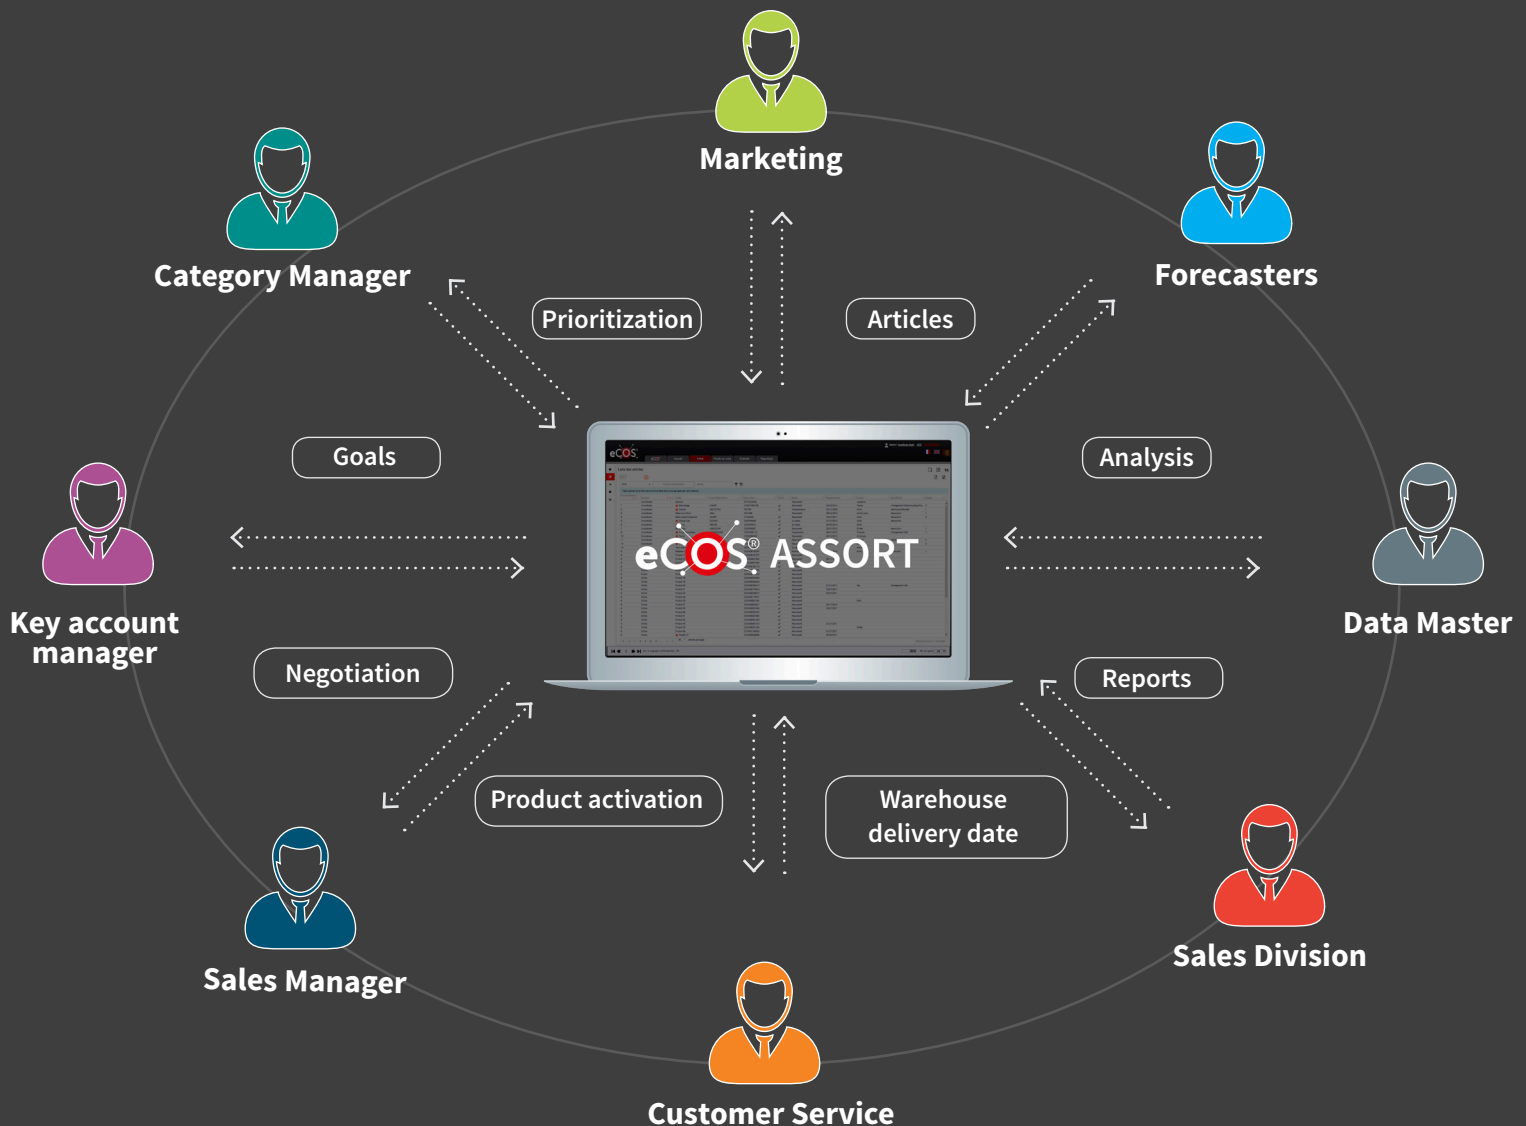 Marketing
Category Manager
Forecasters
Prioritization
Articles
Goals
Analysis
eCOS
eCOS® ASSORT
Key account
manager
Data Master
Negotiation
Reports
Product activation
Warehouse
delivery date
Sales Manager
Sales Division
Customer Service